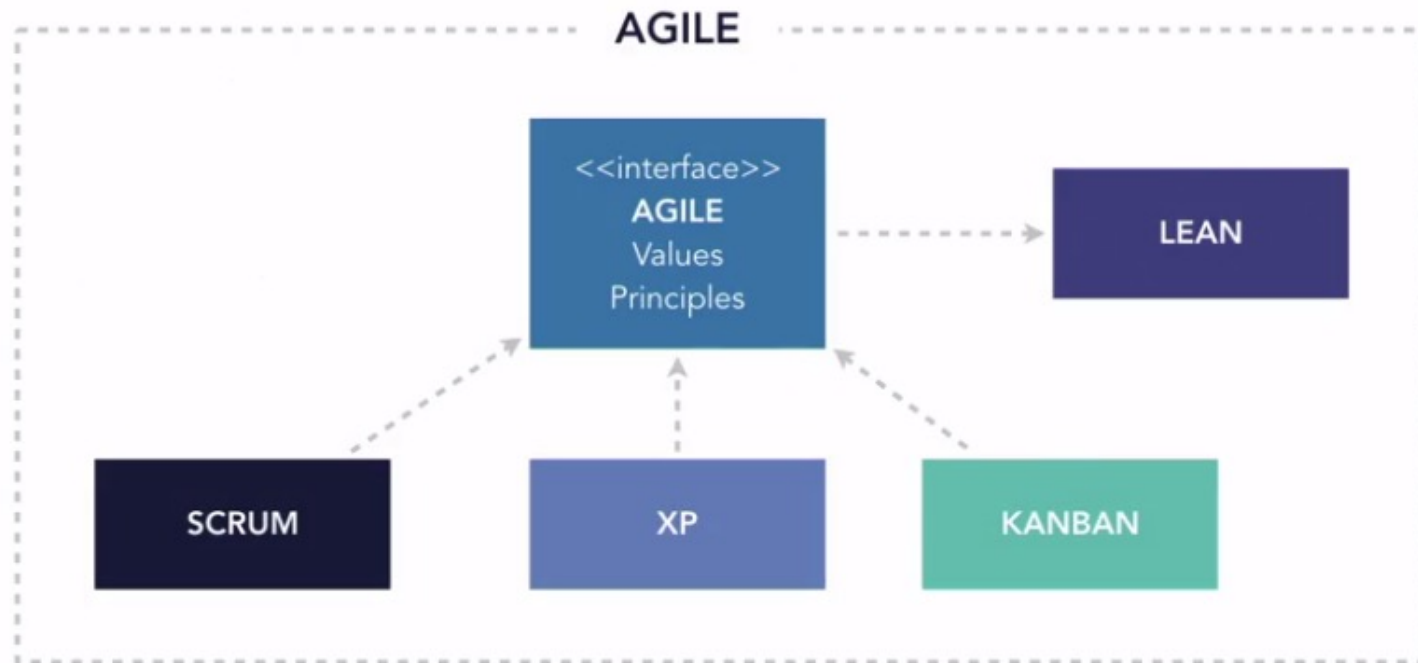 AGILE
<<interface>>
AGILE
Values
Principles
LEAN
SCRUM
XP
KANBAN